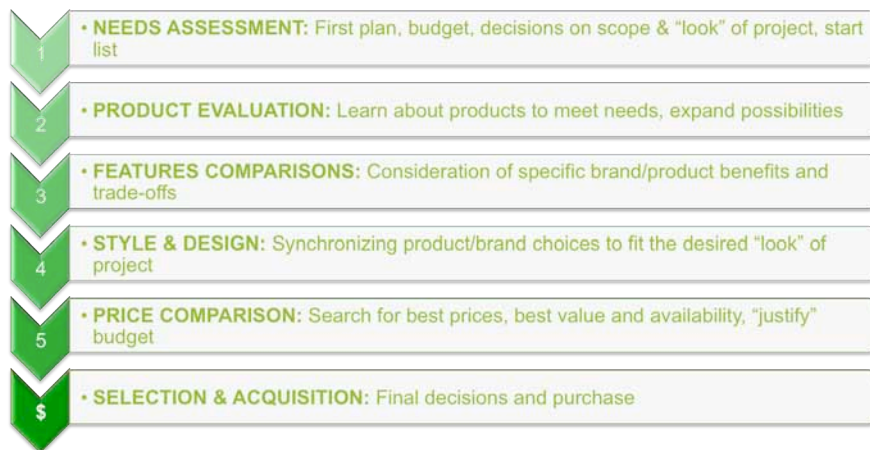 1
• NEEDS ASSESSMENT: First plan, budget, decisions on scope & “look” of project, start
list
2
• PRODUCT EVALUATION: Learn about products to meet needs, expand possibilities
3
• FEATURES COMPARISONS: Consideration of specific brand/product benefits and
trade-offs
4
• STYLE & DESIGN: Synchronizing product/brand choices to fit the desired “look” of
project
5
• PRICE COMPARISON: Search for best prices, best value and availability, “justify”
budget
$
• SELECTION & ACQUISITION: Final decisions and purchase